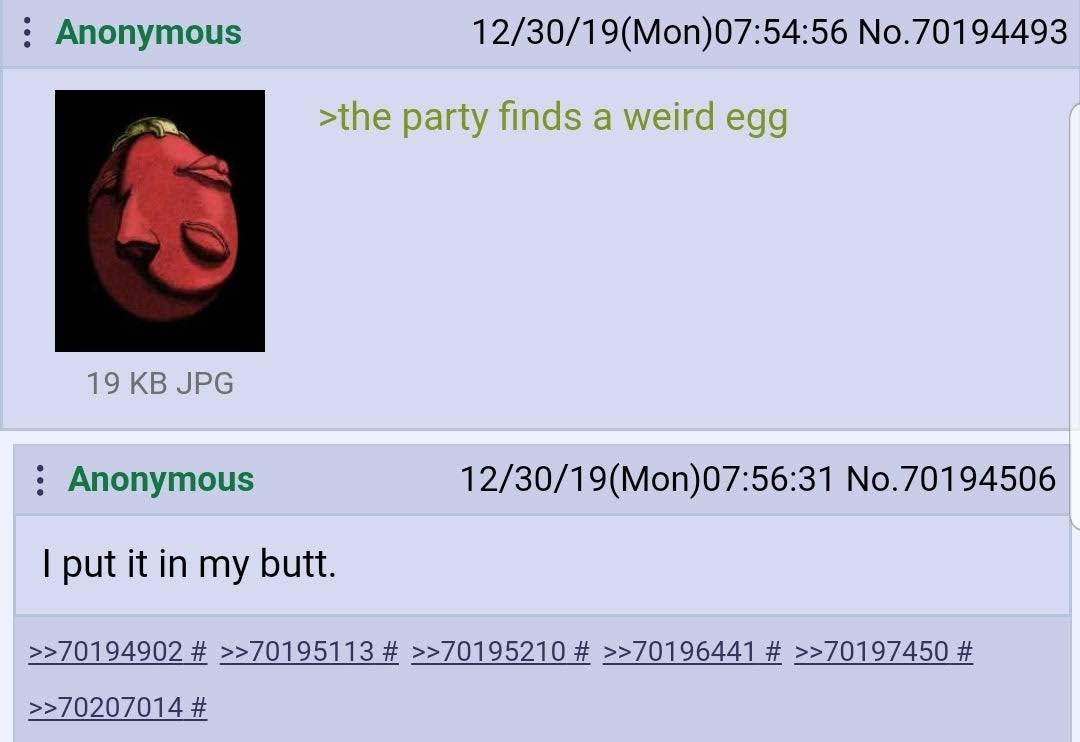 Anonymous 12/30/19(Mon)07:54:56 No.70194493
>the party finds a weird egg
19 KB JPG
Anonymous 12/30/19(Mon)07:56:31 No.70194506
I put it in my butt.
>>70194902 # >>70195113 # >>70195210 # >>70196441 # >>70197450 #
>>70207014 #